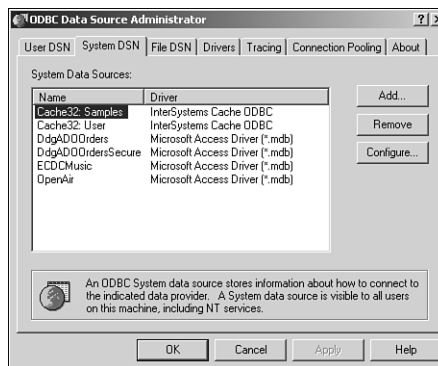 ODBC Data Source Administrator
User DSN System DSN File DSN Drivers Tracing Connection Pooling About
System Data Sources:
Name Driver
Cache32: Samples InterSystems Cache ODBC
Cache32: User InterSystems Cache ODBC
DdgADOOrders Microsoft Access Driver (*.mdb)
DdgADOOrdersSecure Microsoft Access Driver (*.mdb)
ECDCMusic Microsoft Access Driver (*.mdb)
OpenAir Microsoft Access Driver (*.mdb)
Add...
Remove
Configure...
An ODBC System data source stores information about how to connect to
the indicated data provider. A System data source is visible to all users
on this machine, including NT services.
OK Cancel Apply Help